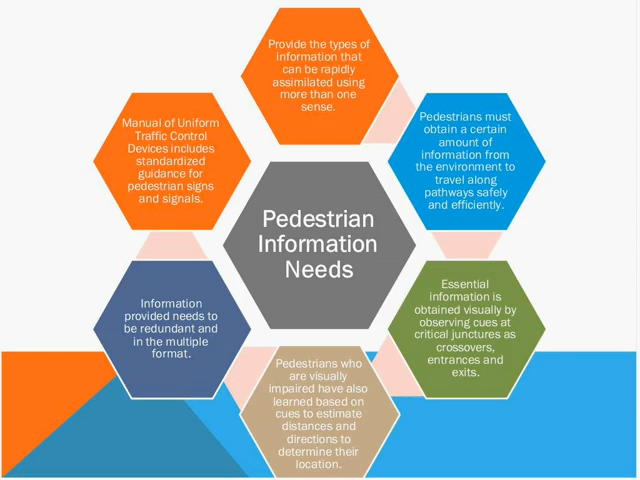 Provide the types of
information that
can be rapidly
assimilated using
more than one
sense.
Pedestrians must
obtain a certain
amount of
information from
the environment to
travel along
pathways safely
and efficiently.
Essential
information is
obtained visually by
observing cues at
critical junctures as
crossovers,
entrances and
exits.
Pedestrians who
are visually
impaired have also
learned based on
cues to estimate
distances and
directions to
determine their
location.
Information
provided needs to
be redundant and
in the multiple
format.
Manual of Uniform
Traffic Control
Devices includes
standardized
guidance for
pedestrian signs
and signals.
Pedestrian
Information
Needs